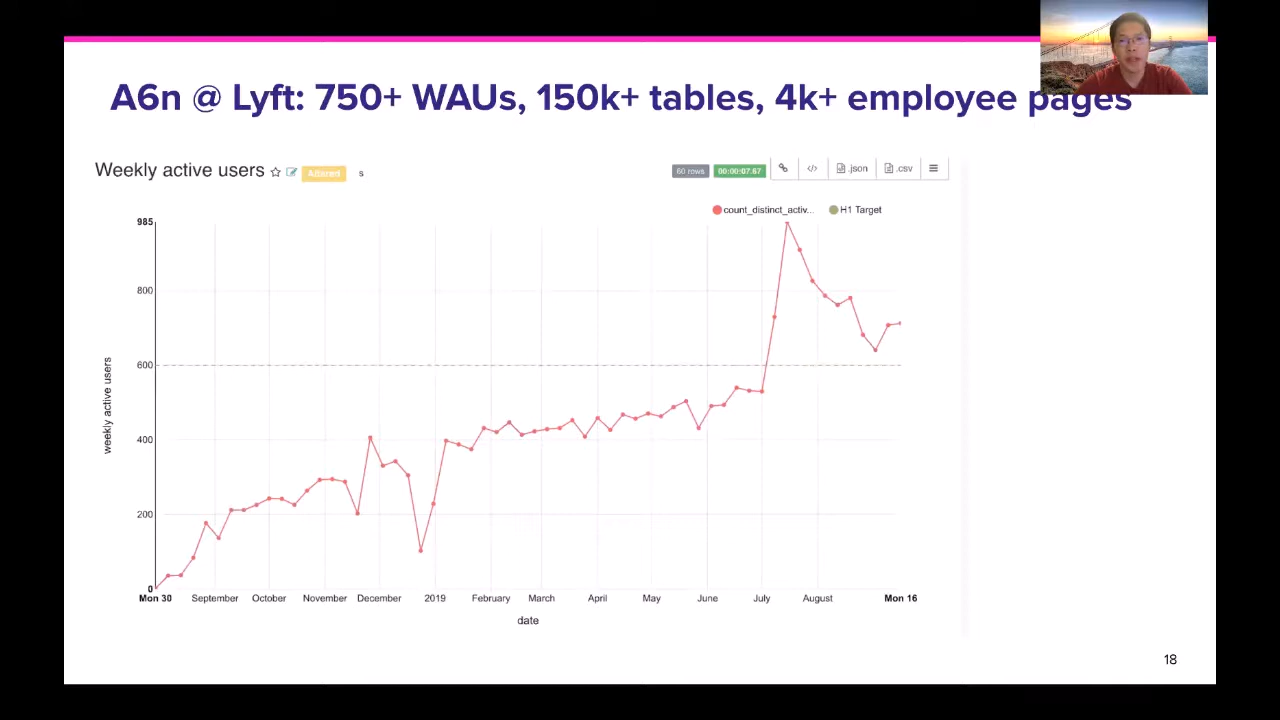 A6n @ Lyft: 750+ WAUs, 150k+ tables, 4k+ employee pages
Weekly active users Altered s
60 rows 00:00:07.67 .json .csv
count_distinct_activ... H1 Target
985
800
600
400
200
0
weekly active users
Mon 30 September October November December 2019 February March April May June July August Mon 16
date
18